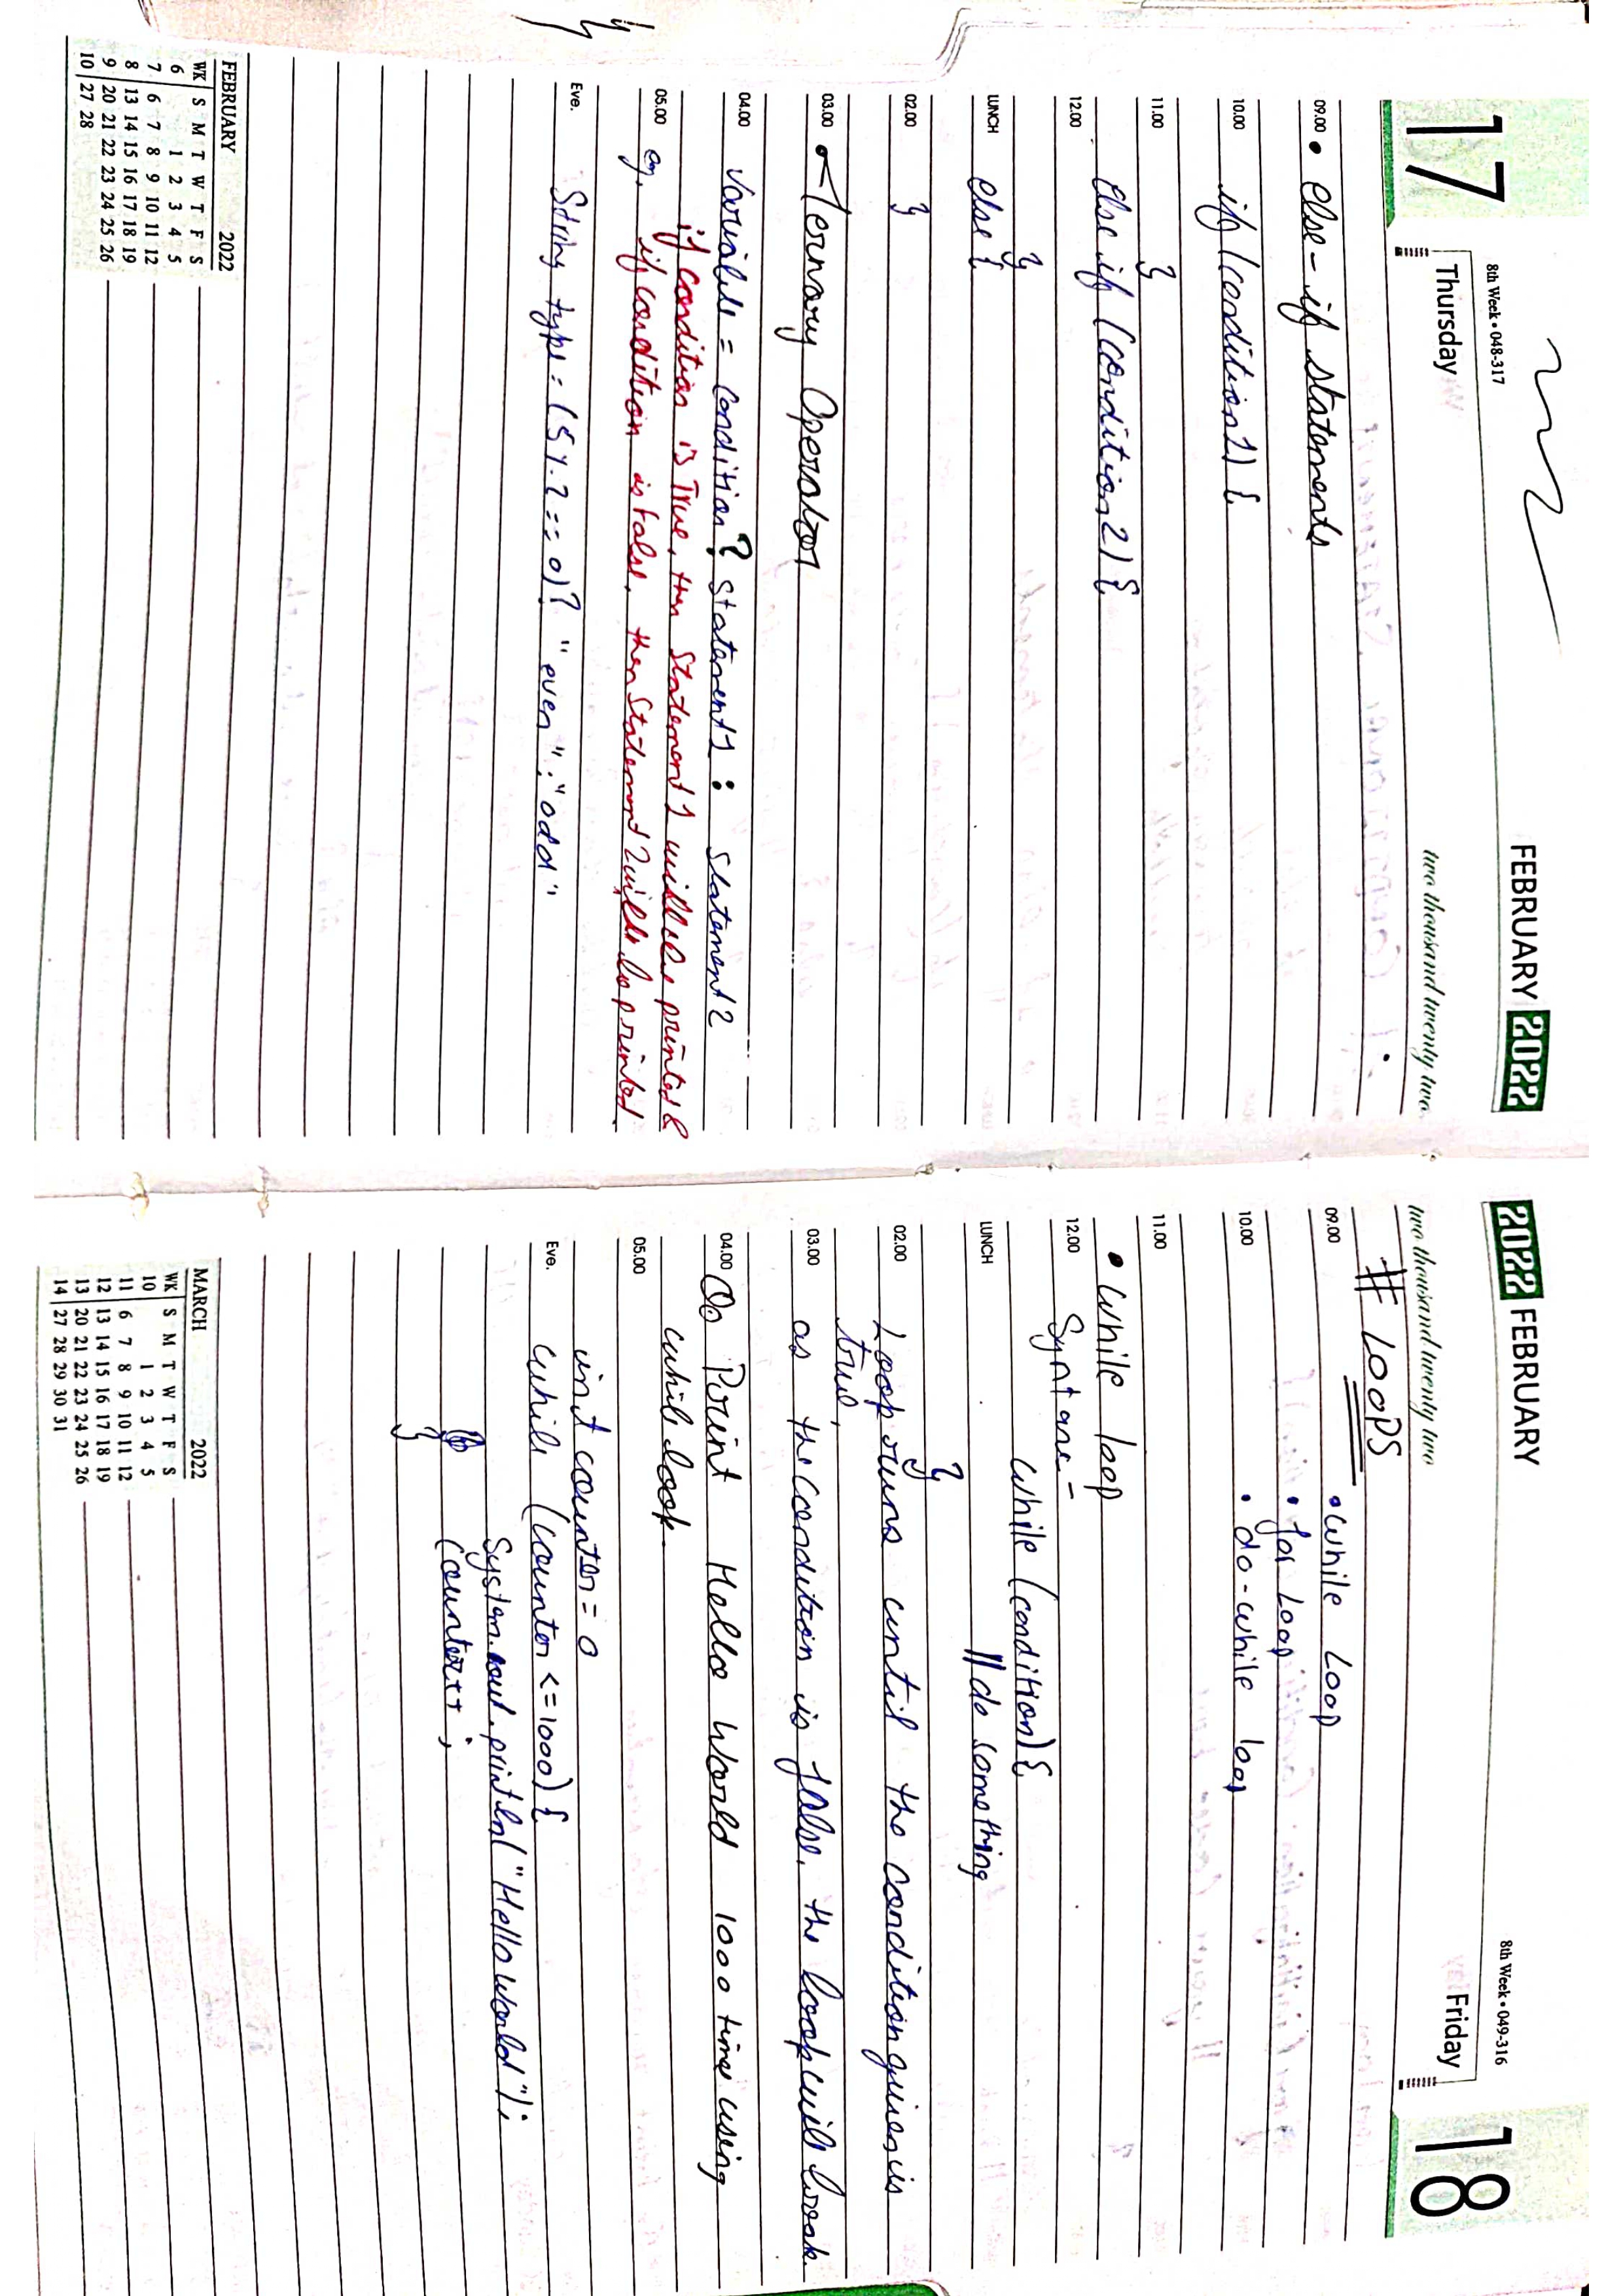 17
8th Week • 048-317
FEBRUARY 2022
Thursday
two thousand twenty two
09.00 • else-if statements
10.00 if (condition1) {
11.00 }
else if (condition2) {
12.00
}
LUNCH else {
02.00 }
03.00 Ternary Operator
04.00 variable = condition ? statement1 : statement2
if condition is True, then Statement 1 will be printed &
05.00 eg. if condition is false, then Statement 2 will be printed
Eve. String type = (5%2 == 0)? "even" : "odd"
FEBRUARY 2022
WK S M T W T F S
6 1 2 3 4 5
7 6 7 8 9 10 11 12
8 13 14 15 16 17 18 19
9 20 21 22 23 24 25 26
10 27 28
2022 FEBRUARY
8th Week • 049-316
18
Friday
two thousand twenty two
# LOOPS
09.00 • While Loop
• for Loop
10.00 • do-while loop
11.00
• While loop
12.00 Syntax -
while (condition) {
LUNCH // do something
}
02.00 Loop runs until the condition given is
true,
03.00 as the condition is false, the loop will break.
04.00 Q. Print Hello World 1000 times using
while loop.
05.00
int counter = 0
Eve. while (counter <= 1000) {
System.out.println("Hello World");
counter++ ;
}
MARCH 2022
WK S M T W T F S
10 1 2 3 4 5
11 6 7 8 9 10 11 12
12 13 14 15 16 17 18 19
13 20 21 22 23 24 25 26
14 27 28 29 30 31